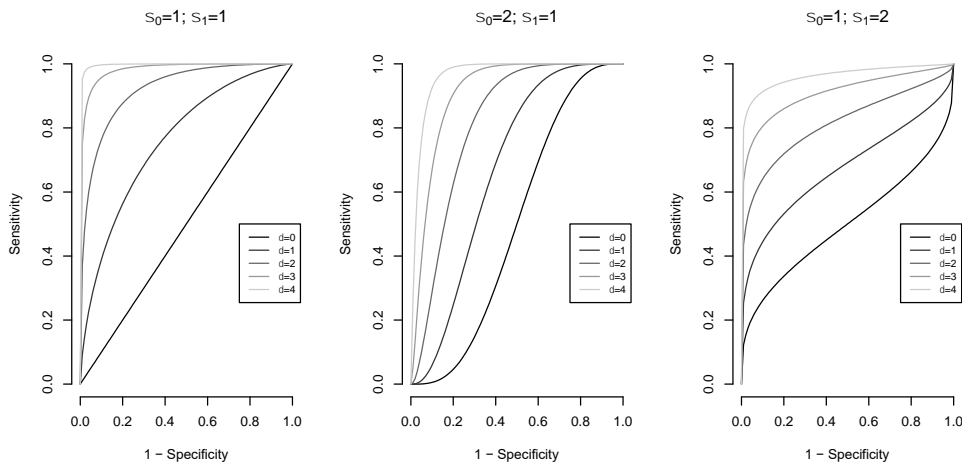 S0=1; S1=1
Sensitivity
1.0
0.8
0.6
0.4
0.2
0.0
d=0
d=1
d=2
d=3
d=4
0.0 0.2 0.4 0.6 0.8 1.0
1 − Specificity
S0=2; S1=1
Sensitivity
1.0
0.8
0.6
0.4
0.2
0.0
d=0
d=1
d=2
d=3
d=4
0.0 0.2 0.4 0.6 0.8 1.0
1 − Specificity
S0=1; S1=2
Sensitivity
1.0
0.8
0.6
0.4
0.2
0.0
d=0
d=1
d=2
d=3
d=4
0.0 0.2 0.4 0.6 0.8 1.0
1 − Specificity